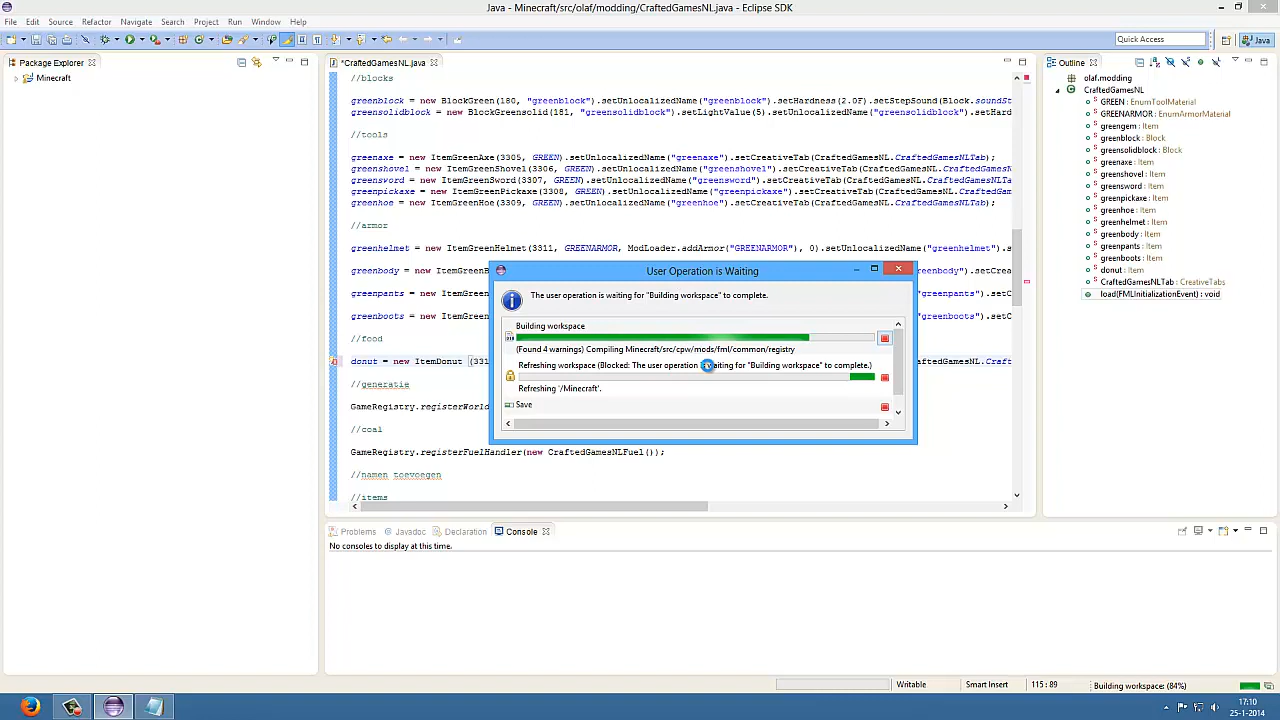 Java - Minecraft/src/olaf/modding/CraftedGamesNL.java - Eclipse SDK
File Edit Source Refactor Navigate Search Project Run Window Help
Quick Access
Java
Package Explorer
Minecraft
*CraftedGamesNL.java
//blocks
greenblock = new BlockGreen(180, "greenblock").setUnlocalizedName("greenblock").setHardness(2.0F).setStepSound(Block.soundSt
greensolidblock = new BlockGreensolid(181, "greensolidblock").setLightValue(5).setUnlocalizedName("greensolidblock").setHard
//tools
greenaxe = new ItemGreenAxe(3305, GREEN).setUnlocalizedName("greenaxe").setCreativeTab(CraftedGamesNL.CraftedGamesNLTab);
greenshovel = new ItemGreenShovel(3306, GREEN).setUnlocalizedName("greenshovel").setCreativeTab(CraftedGamesNL.CraftedGames
greensword = new ItemGreenSword(3307, GREEN).setUnlocalizedName("greensword").setCreativeTab(CraftedGamesNL.CraftedGamesNLT
greenpickaxe = new ItemGreenPickaxe(3308, GREEN).setUnlocalizedName("greenpickaxe").setCreativeTab(CraftedGamesNL.CraftedGa
greenhoe = new ItemGreenHoe(3309, GREEN).setUnlocalizedName("greenhoe").setCreativeTab(CraftedGamesNL.CraftedGamesNLTab);
//armor
greenhelmet = new ItemGreenHelmet(3311, GREENARMOR, ModLoader.addArmor("GREENARMOR"), 0).setUnlocalizedName("greenhelmet").s
greenbody = new ItemGreenB
eenbody").setCrea
greenpants = new ItemGreen
greenpants").setC
greenboots = new ItemGreen
greenboots").setC
//food
donut = new ItemDonut (331
aftedGamesNL.Craft
//generatie
GameRegistry.registerWorld
//coal
GameRegistry.registerFuelHandler(new CraftedGamesNLFuel());
//namen toevoegen
//items
User Operation is Waiting
The user operation is waiting for "Building workspace" to complete.
Building workspace
(Found 4 warnings) Compiling Minecraft/src/cpw/mods/fml/common/registry
Refreshing workspace (Blocked: The user operation is waiting for "Building workspace" to complete.)
Refreshing '/Minecraft'.
Save
Outline
olaf.modding
CraftedGamesNL
GREEN : EnumToolMaterial
GREENARMOR : EnumArmorMaterial
greengem : Item
greenblock : Block
greensolidblock : Block
greenaxe : Item
greenshovel : Item
greensword : Item
greenpickaxe : Item
greenhoe : Item
greenhelmet : Item
greenbody : Item
greenpants : Item
greenboots : Item
donut : Item
CraftedGamesNLTab : CreativeTabs
load(FMLInitializationEvent) : void
Problems Javadoc Declaration Console
No consoles to display at this time.
Writable Smart Insert 115 : 89 Building workspace: (84%)
17:10
25-1-2014